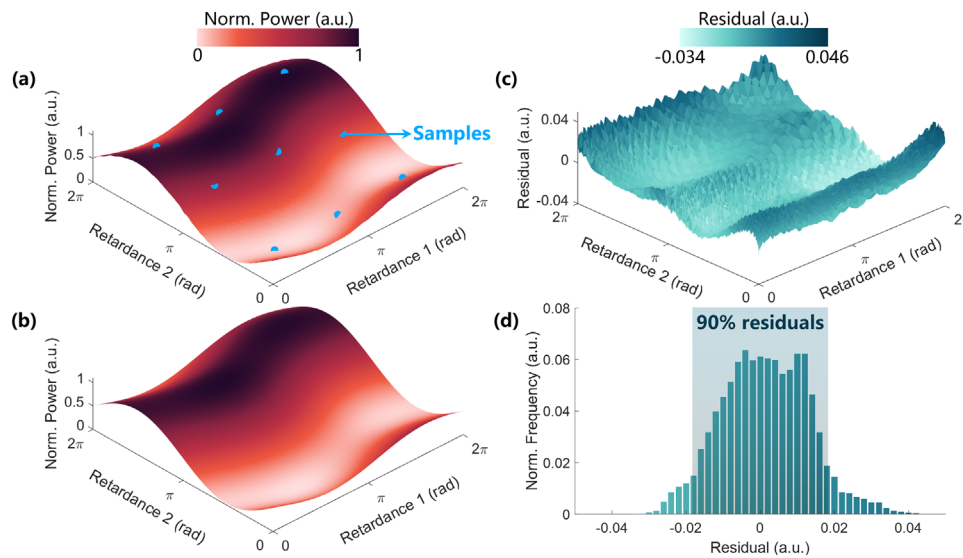 Norm. Power (a.u.)
0 1
(a)
Norm. Power (a.u.)
1
0.5
0
2π
π
0
Retardance 2 (rad)
0
π
2π
Retardance 1 (rad)
Samples
(b)
Norm. Power (a.u.)
1
0.5
0
2π
π
0
Retardance 2 (rad)
0
π
2π
Retardance 1 (rad)
Residual (a.u.)
-0.034 0.046
(c)
Residual (a.u.)
0.04
0
-0.04
2π
π
0
Retardance 2 (rad)
0
π
2
Retardance 1 (rad)
(d)
90% residuals
Norm. Frequency (a.u.)
0.08
0.06
0.04
0.02
0
-0.04 -0.02 0 0.02 0.04
Residual (a.u.)